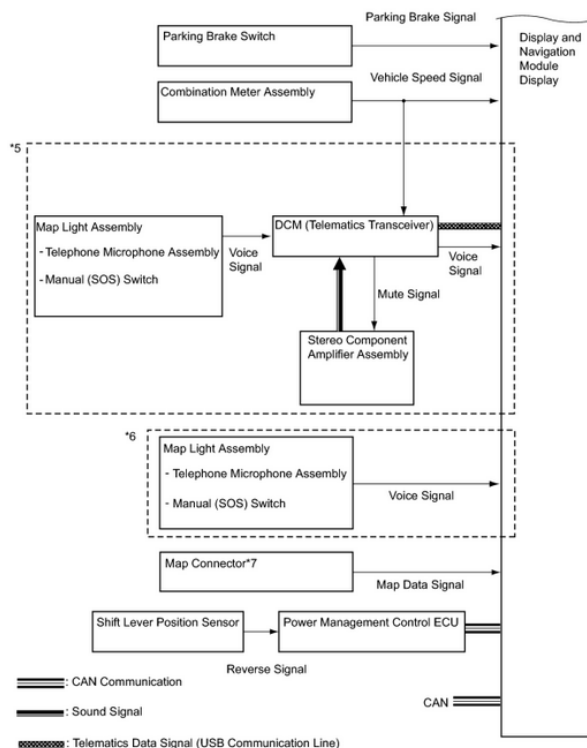 Parking Brake Signal
Parking Brake Switch
Display and
Navigation
Module
Display
Vehicle Speed Signal
Combination Meter Assembly
*5
Map Light Assembly
- Telephone Microphone Assembly
- Manual (SOS) Switch
Voice
Signal
DCM (Telematics Transceiver)
Voice
Signal
Mute Signal
Stereo Component
Amplifier Assembly
*6
Map Light Assembly
- Telephone Microphone Assembly
- Manual (SOS) Switch
Voice Signal
Map Connector*7
Map Data Signal
Shift Lever Position Sensor
Power Management Control ECU
Reverse Signal
: CAN Communication
CAN
: Sound Signal
: Telematics Data Signal (USB Communication Line)